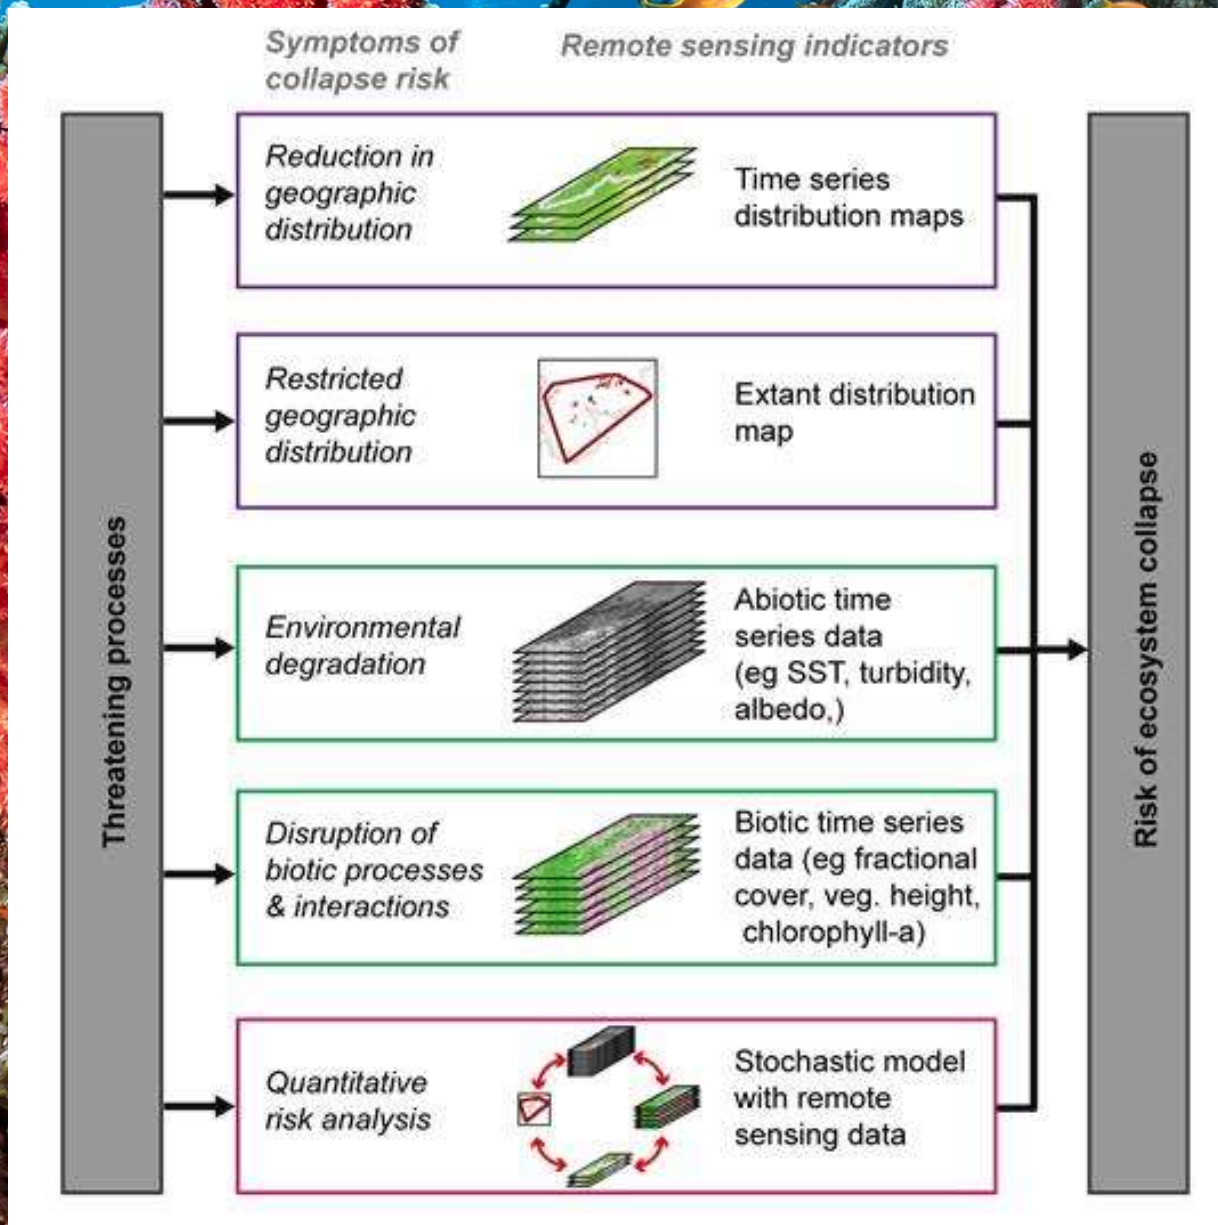 Symptoms of
collapse risk
Remote sensing indicators
Threatening processes
Reduction in
geographic
distribution
Time series
distribution maps
Restricted
geographic
distribution
Extant distribution
map
Environmental
degradation
Abiotic time
series data
(eg SST, turbidity,
albedo,)
Disruption of
biotic processes
& interactions
Biotic time series
data (eg fractional
cover, veg. height,
chlorophyll-a)
Quantitative
risk analysis
Stochastic model
with remote
sensing data
Risk of ecosystem collapse